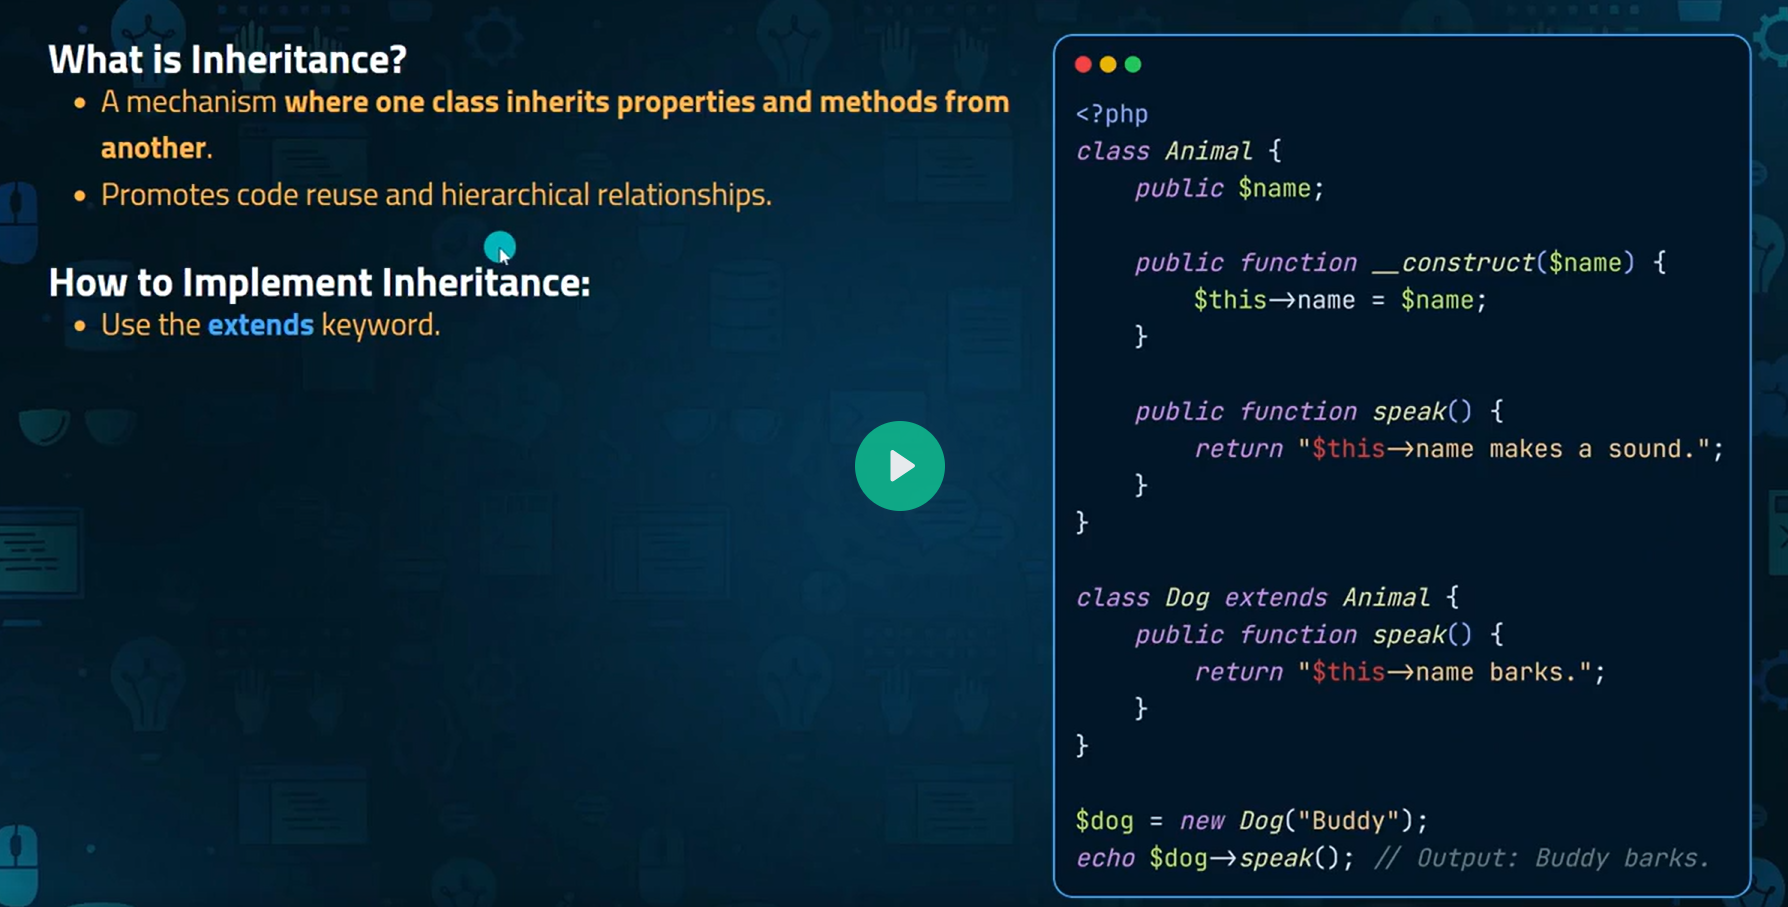 What is Inheritance?
• A mechanism where one class inherits properties and methods from
another.
• Promotes code reuse and hierarchical relationships.
How to Implement Inheritance:
• Use the extends keyword.
<?php
class Animal {
    public $name;

    public function __construct($name) {
        $this->name = $name;
    }

    public function speak() {
        return "$this->name makes a sound.";
    }
}

class Dog extends Animal {
    public function speak() {
        return "$this->name barks.";
    }
}

$dog = new Dog("Buddy");
echo $dog->speak(); // Output: Buddy barks.